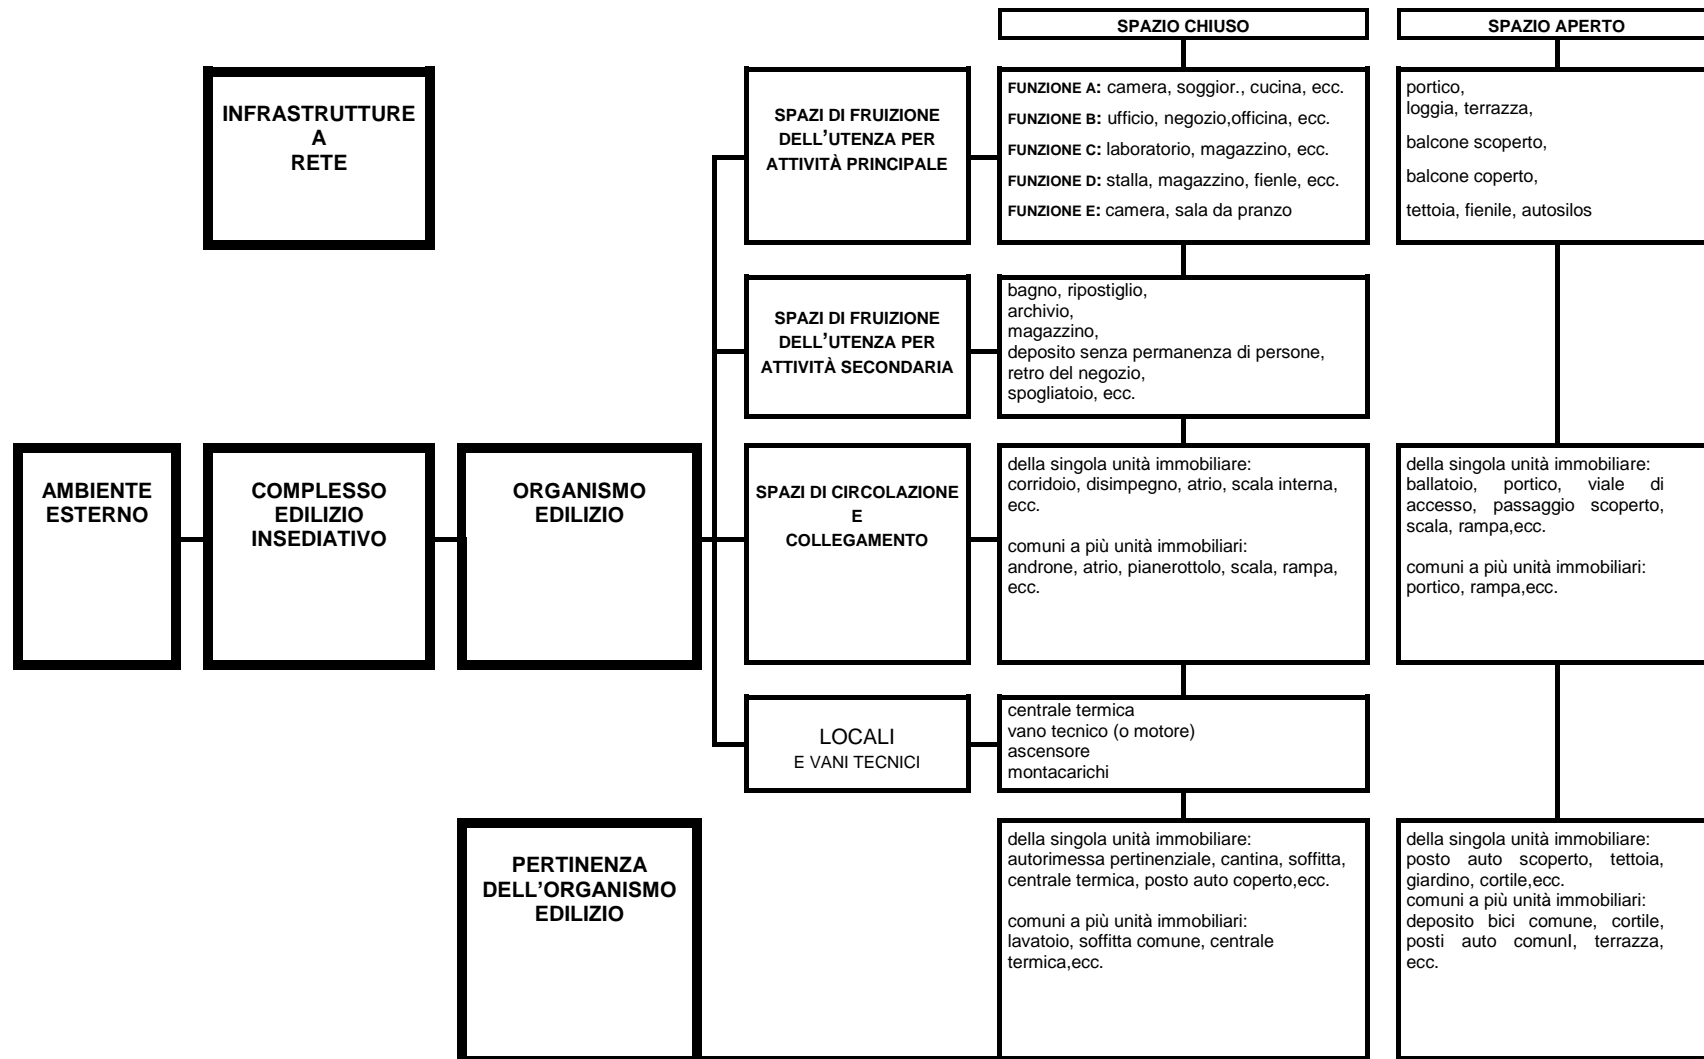 SPAZIO CHIUSO
SPAZIO APERTO
INFRASTRUTTURE
A
RETE
SPAZI DI FRUIZIONE
DELL'UTENZA PER
ATTIVITÀ PRINCIPALE
FUNZIONE A: camera, soggior., cucina, ecc.
FUNZIONE B: ufficio, negozio,officina, ecc.
FUNZIONE C: laboratorio, magazzino, ecc.
FUNZIONE D: stalla, magazzino, fienle, ecc.
FUNZIONE E: camera, sala da pranzo
portico,
loggia, terrazza,
balcone scoperto,
balcone coperto,
tettoia, fienile, autosilos
SPAZI DI FRUIZIONE
DELL'UTENZA PER
ATTIVITÀ SECONDARIA
bagno, ripostiglio,
archivio,
magazzino,
deposito senza permanenza di persone,
retro del negozio,
spogliatoio, ecc.
AMBIENTE
ESTERNO
COMPLESSO
EDILIZIO
INSEDIATIVO
ORGANISMO
EDILIZIO
SPAZI DI CIRCOLAZIONE
E
COLLEGAMENTO
della singola unità immobiliare:
corridoio, disimpegno, atrio, scala interna,
ecc.
comuni a più unità immobiliari:
androne, atrio, pianerottolo, scala, rampa,
ecc.
della singola unità immobiliare:
ballatoio, portico, viale di
accesso, passaggio scoperto,
scala, rampa,ecc.
comuni a più unità immobiliari:
portico, rampa,ecc.
LOCALI
E VANI TECNICI
centrale termica
vano tecnico (o motore)
ascensore
montacarichi
PERTINENZA
DELL'ORGANISMO
EDILIZIO
della singola unità immobiliare:
autorimessa pertinenziale, cantina, soffitta,
centrale termica, posto auto coperto,ecc.
comuni a più unità immobiliari:
lavatoio, soffitta comune, centrale
termica,ecc.
della singola unità immobiliare:
posto auto scoperto, tettoia,
giardino, cortile,ecc.
comuni a più unità immobiliari:
deposito bici comune, cortile,
posti auto comunI, terrazza,
ecc.